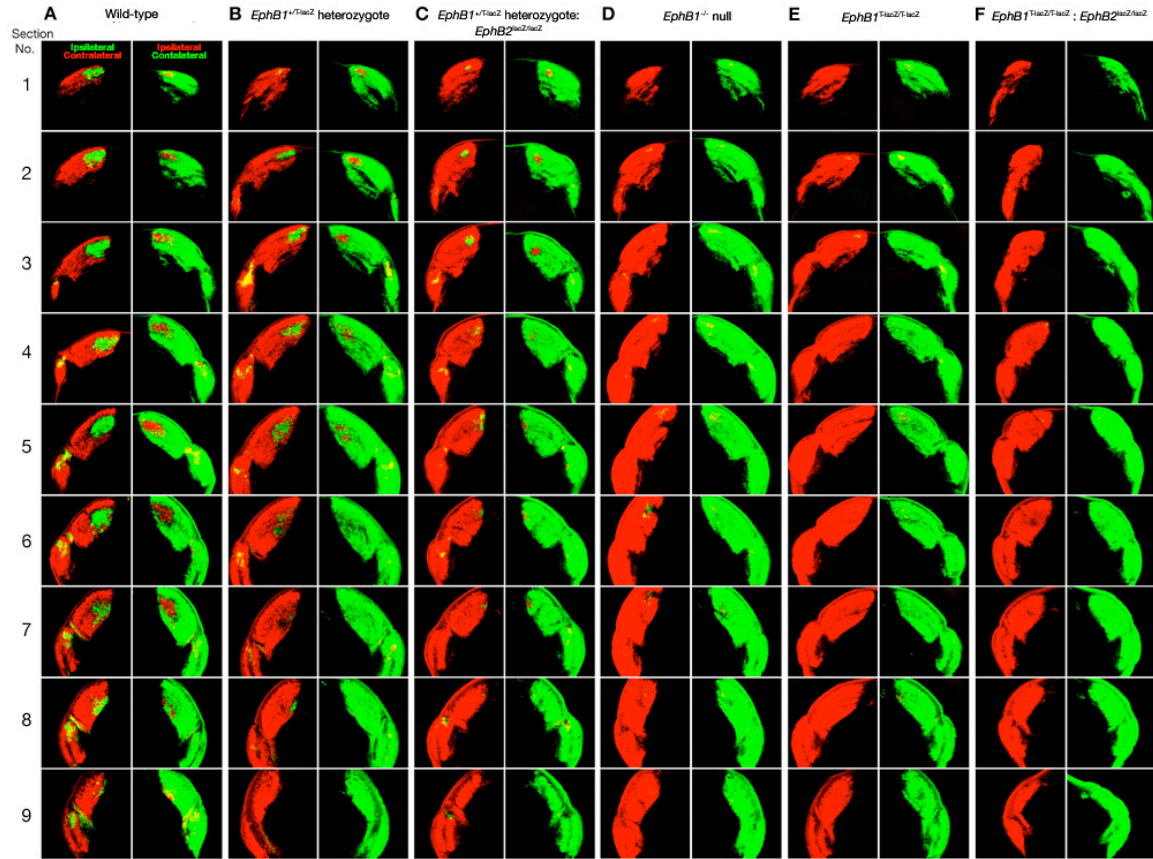 A Wild-type
B EphB1+/T-lacZ heterozygote
C EphB1+/T-lacZ heterozygote:
EphB2lacZ/lacZ
D EphB1-/- null
E EphB1T-lacZ/T-lacZ
F EphB1T-lacZ/T-lacZ : EphB2lacZ/lacZ
Section
No.
Ipsilateral
Contralateral
Ipsilateral
Contalateral
1
2
3
4
5
6
7
8
9